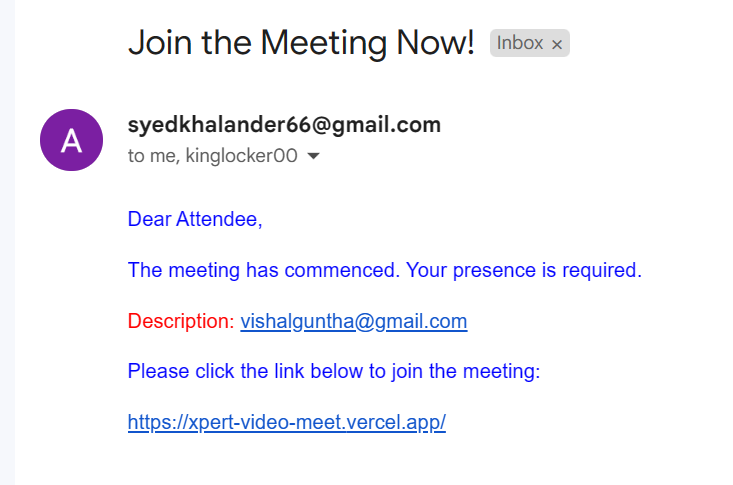 Join the Meeting Now! Inbox ×
A
syedkhalander66@gmail.com
to me, kinglocker00
Dear Attendee,
The meeting has commenced. Your presence is required.
Description: vishalguntha@gmail.com
Please click the link below to join the meeting:
https://xpert-video-meet.vercel.app/